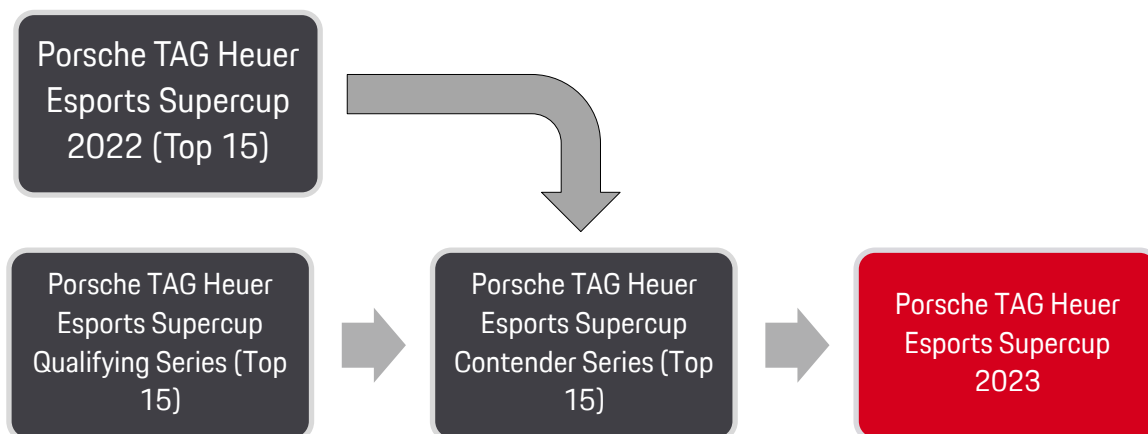 Porsche TAG Heuer
Esports Supercup
2022 (Top 15)
Porsche TAG Heuer
Esports Supercup
Qualifying Series (Top
15)
Porsche TAG Heuer
Esports Supercup
Contender Series (Top
15)
Porsche TAG Heuer
Esports Supercup
2023